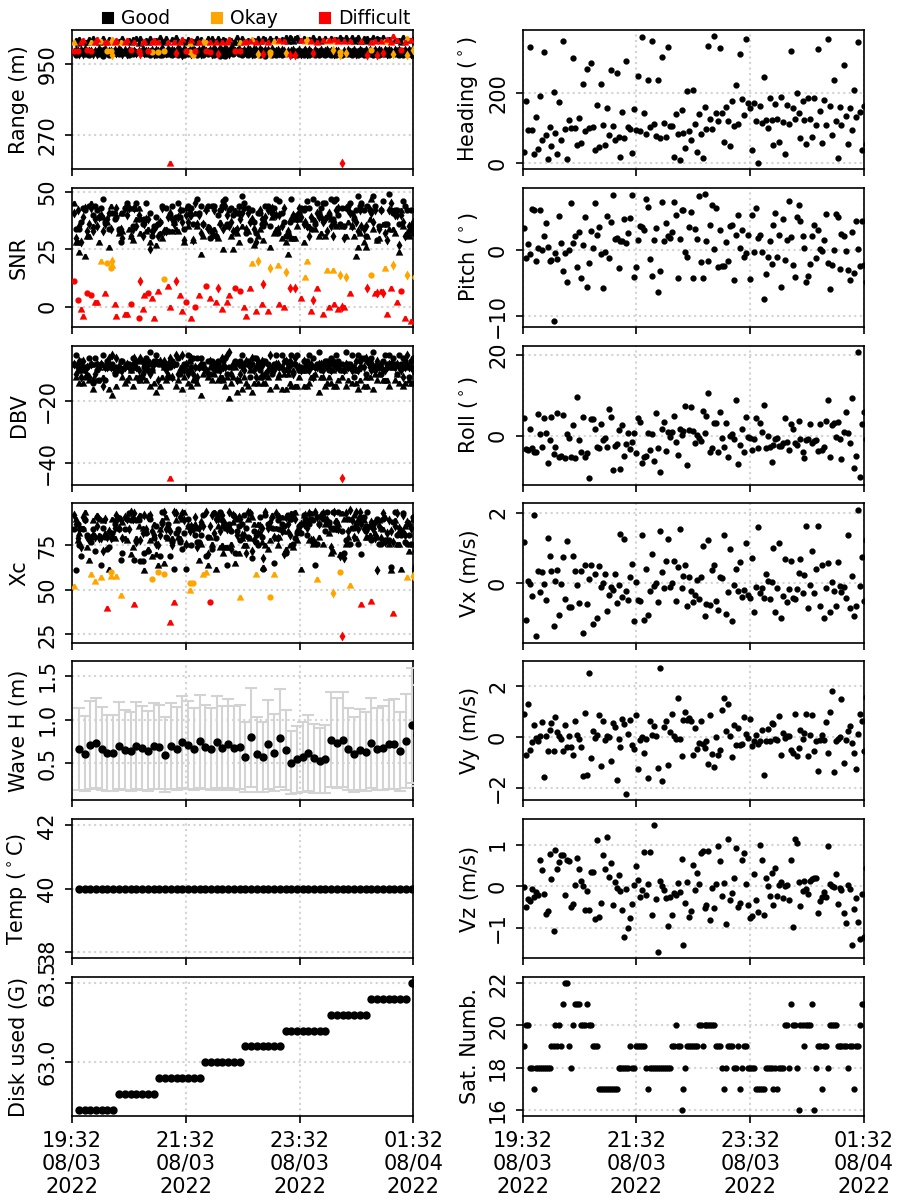 Good Okay Difficult
Range (m)
950
270
Heading (°)
200
0
SNR
50
25
0
Pitch (°)
0
−10
DBV
−20
−40
Roll (°)
20
0
Xc
75
50
25
Vx (m/s)
2
0
Wave H (m)
1.5
1.0
0.5
Vy (m/s)
2
0
−2
Temp (°C)
42
40
38
Vz (m/s)
1
0
−1
Disk used (G)
63.5
63.0
Sat. Numb.
22
20
18
16
19:32 21:32 23:32 01:32 19:32 21:32 23:32 01:32
08/03 08/03 08/03 08/04 08/03 08/03 08/03 08/04
2022 2022 2022 2022 2022 2022 2022 2022